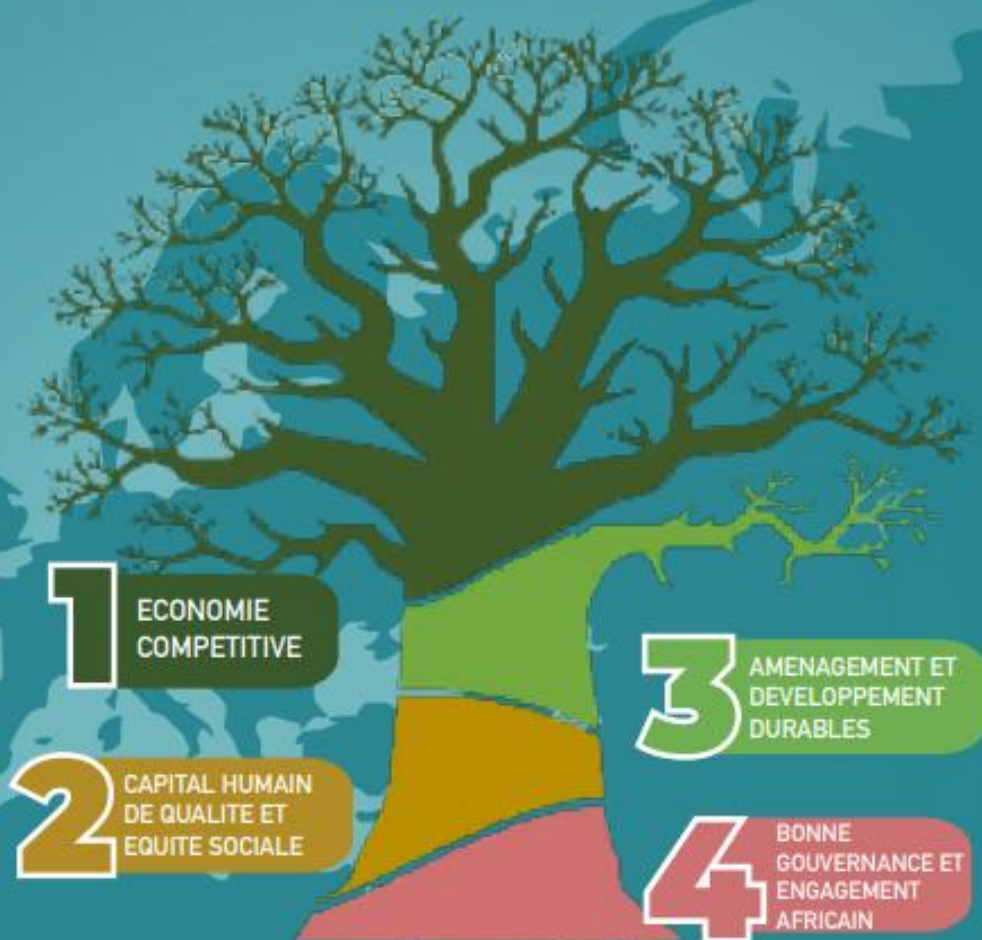 1
ECONOMIE
COMPETITIVE
2
CAPITAL HUMAIN
DE QUALITE ET
EQUITE SOCIALE
3
AMENAGEMENT ET
DEVELOPPEMENT
DURABLES
4
BONNE
GOUVERNANCE ET
ENGAGEMENT
AFRICAIN